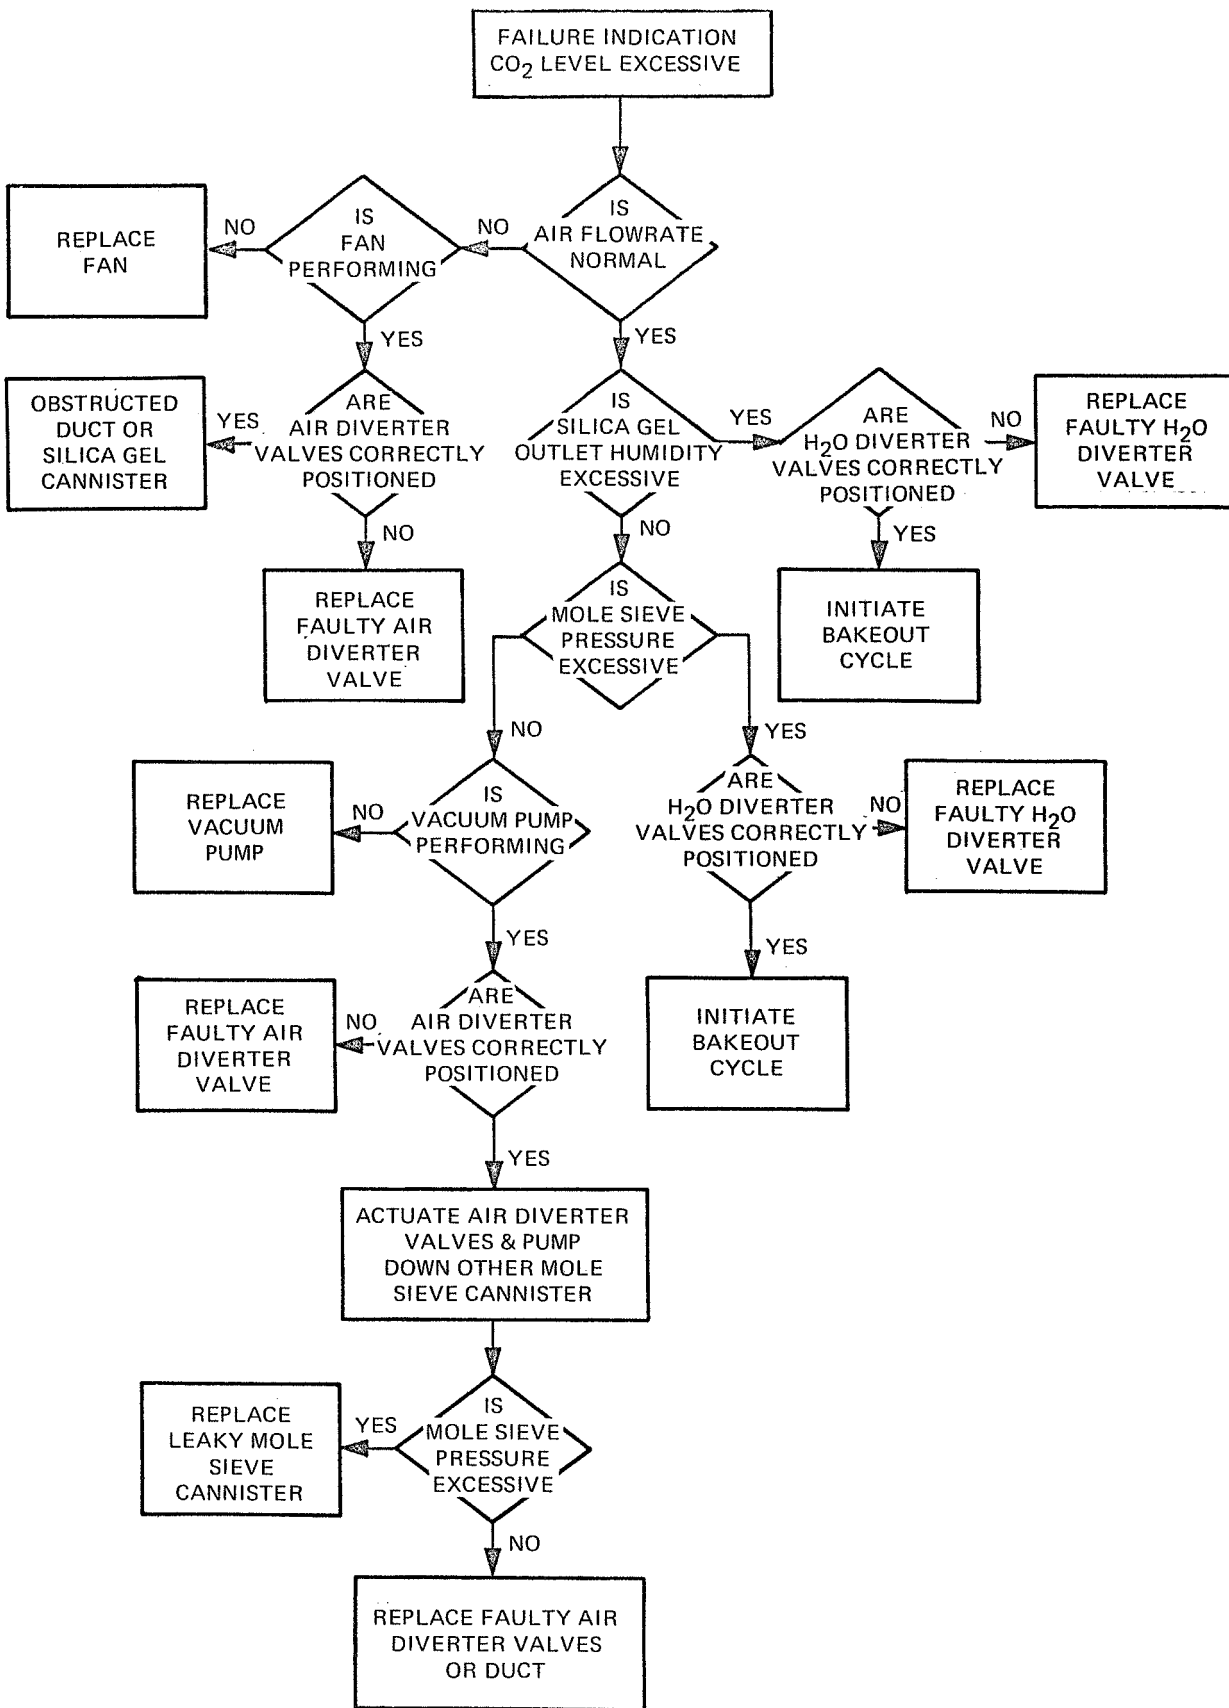 FAILURE INDICATION
CO₂ LEVEL EXCESSIVE
IS
AIR FLOWRATE
NORMAL
NO
IS
FAN
PERFORMING
NO
REPLACE
FAN
YES
YES
ARE
AIR DIVERTER
VALVES CORRECTLY
POSITIONED
YES
OBSTRUCTED
DUCT OR
SILICA GEL
CANNISTER
NO
REPLACE
FAULTY AIR
DIVERTER
VALVE
IS
SILICA GEL
OUTLET HUMIDITY
EXCESSIVE
YES
ARE
H₂O DIVERTER
VALVES CORRECTLY
POSITIONED
NO
REPLACE
FAULTY H₂O
DIVERTER
VALVE
YES
INITIATE
BAKEOUT
CYCLE
NO
IS
MOLE SIEVE
PRESSURE
EXCESSIVE
NO
YES
IS
VACUUM PUMP
PERFORMING
NO
REPLACE
VACUUM
PUMP
ARE
H₂O DIVERTER
VALVES CORRECTLY
POSITIONED
NO
REPLACE
FAULTY H₂O
DIVERTER
VALVE
YES
INITIATE
BAKEOUT
CYCLE
YES
ARE
AIR DIVERTER
VALVES CORRECTLY
POSITIONED
NO
REPLACE
FAULTY AIR
DIVERTER
VALVE
YES
ACTUATE AIR DIVERTER
VALVES & PUMP
DOWN OTHER MOLE
SIEVE CANNISTER
IS
MOLE SIEVE
PRESSURE
EXCESSIVE
YES
REPLACE
LEAKY MOLE
SIEVE
CANNISTER
NO
REPLACE FAULTY AIR
DIVERTER VALVES
OR DUCT